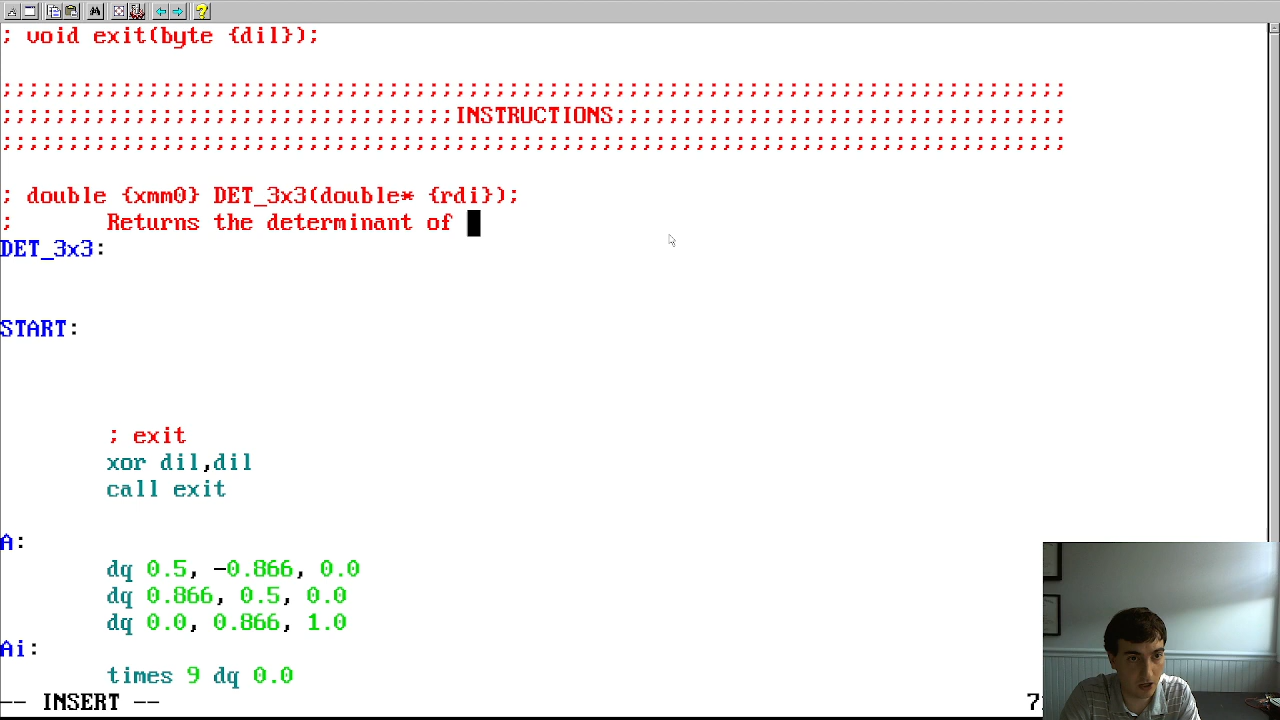 ; void exit(byte {dil});
;;;;;;;;;;;;;;;;;;;;;;;;;;;;;;;;;;;;;;;;;;;;;;;;;;;;;;;;;;;;;;;;;;;;;;;;;;;;;;;;
;;;;;;;;;;;;;;;;;;;;;;;;;;;;;;;;;;INSTRUCTIONS;;;;;;;;;;;;;;;;;;;;;;;;;;;;;;;;;;
;;;;;;;;;;;;;;;;;;;;;;;;;;;;;;;;;;;;;;;;;;;;;;;;;;;;;;;;;;;;;;;;;;;;;;;;;;;;;;;;
; double {xmm0} DET_3x3(double* {rdi});
;       Returns the determinant of
DET_3x3:
START:
        ; exit
        xor dil,dil
        call exit
A:
        dq 0.5, -0.866, 0.0
        dq 0.866, 0.5, 0.0
        dq 0.0, 0.866, 1.0
Ai:
        times 9 dq 0.0
-- INSERT --